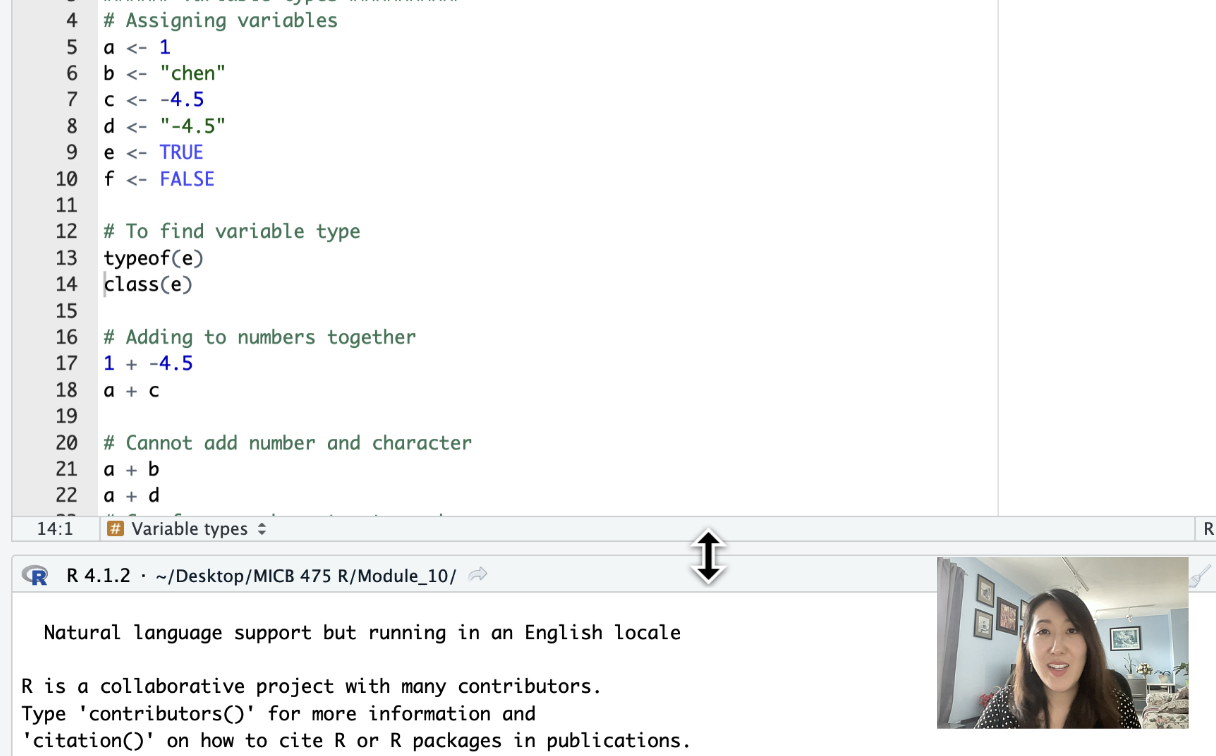 4 # Assigning variables
5 a <- 1
6 b <- "chen"
7 c <- -4.5
8 d <- "-4.5"
9 e <- TRUE
10 f <- FALSE
11
12 # To find variable type
13 typeof(e)
14 class(e)
15
16 # Adding to numbers together
17 1 + -4.5
18 a + c
19
20 # Cannot add number and character
21 a + b
22 a + d
14:1 # Variable types R
R R 4.1.2 · ~/Desktop/MICB 475 R/Module_10/
Natural language support but running in an English locale
R is a collaborative project with many contributors.
Type 'contributors()' for more information and
'citation()' on how to cite R or R packages in publications.